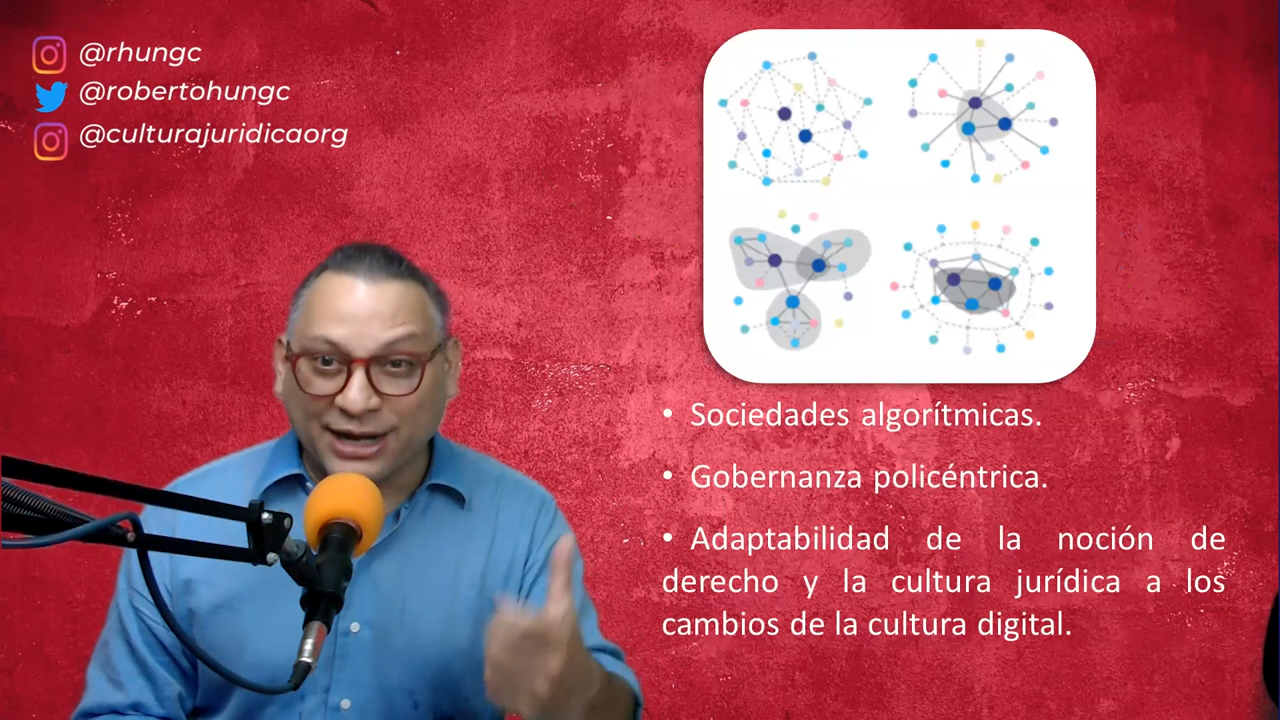 @rhungc
@robertohungc
@culturajuridicaorg
• Sociedades algorítmicas.
• Gobernanza policéntrica.
• Adaptabilidad de la noción de
derecho y la cultura jurídica a los
cambios de la cultura digital.